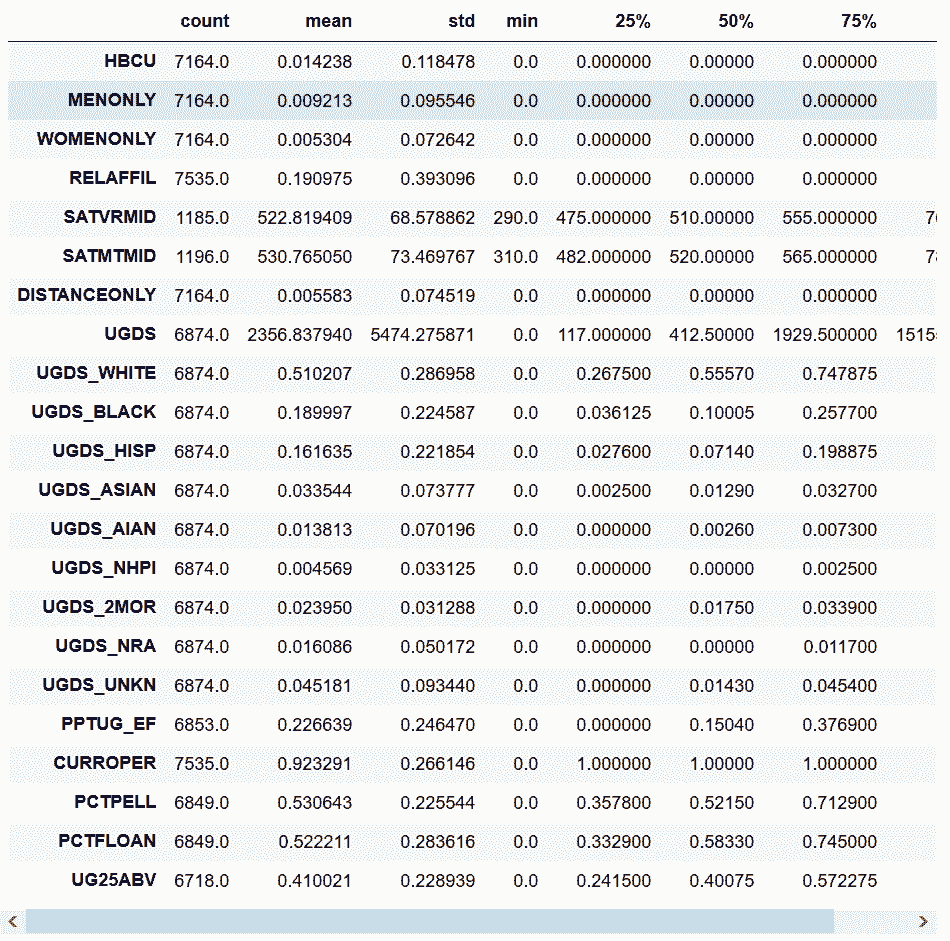 count mean std min 25% 50% 75%
HBCU 7164.0 0.014238 0.118478 0.0 0.000000 0.00000 0.000000
MENONLY 7164.0 0.009213 0.095546 0.0 0.000000 0.00000 0.000000
WOMENONLY 7164.0 0.005304 0.072642 0.0 0.000000 0.00000 0.000000
RELAFFIL 7535.0 0.190975 0.393096 0.0 0.000000 0.00000 0.000000
SATVRMID 1185.0 522.819409 68.578862 290.0 475.000000 510.00000 555.000000
SATMTMID 1196.0 530.765050 73.469767 310.0 482.000000 520.00000 565.000000
DISTANCEONLY 7164.0 0.005583 0.074519 0.0 0.000000 0.00000 0.000000
UGDS 6874.0 2356.837940 5474.275871 0.0 117.000000 412.50000 1929.500000 1515
UGDS_WHITE 6874.0 0.510207 0.286958 0.0 0.267500 0.55570 0.747875
UGDS_BLACK 6874.0 0.189997 0.224587 0.0 0.036125 0.10005 0.257700
UGDS_HISP 6874.0 0.161635 0.221854 0.0 0.027600 0.07140 0.198875
UGDS_ASIAN 6874.0 0.033544 0.073777 0.0 0.002500 0.01290 0.032700
UGDS_AIAN 6874.0 0.013813 0.070196 0.0 0.000000 0.00260 0.007300
UGDS_NHPI 6874.0 0.004569 0.033125 0.0 0.000000 0.00000 0.002500
UGDS_2MOR 6874.0 0.023950 0.031288 0.0 0.000000 0.01750 0.033900
UGDS_NRA 6874.0 0.016086 0.050172 0.0 0.000000 0.00000 0.011700
UGDS_UNKN 6874.0 0.045181 0.093440 0.0 0.000000 0.01430 0.045400
PPTUG_EF 6853.0 0.226639 0.246470 0.0 0.000000 0.15040 0.376900
CURROPER 7535.0 0.923291 0.266146 0.0 1.000000 1.00000 1.000000
PCTPELL 6849.0 0.530643 0.225544 0.0 0.357800 0.52150 0.712900
PCTFLOAN 6849.0 0.522211 0.283616 0.0 0.332900 0.58330 0.745000
UG25ABV 6718.0 0.410021 0.228939 0.0 0.241500 0.40075 0.572275